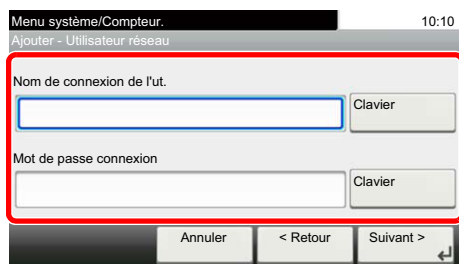 Menu système/Compteur. 10:10
Ajouter - Utilisateur réseau
Nom de connexion de l'ut.
Clavier
Mot de passe connexion
Clavier
Annuler < Retour Suivant >